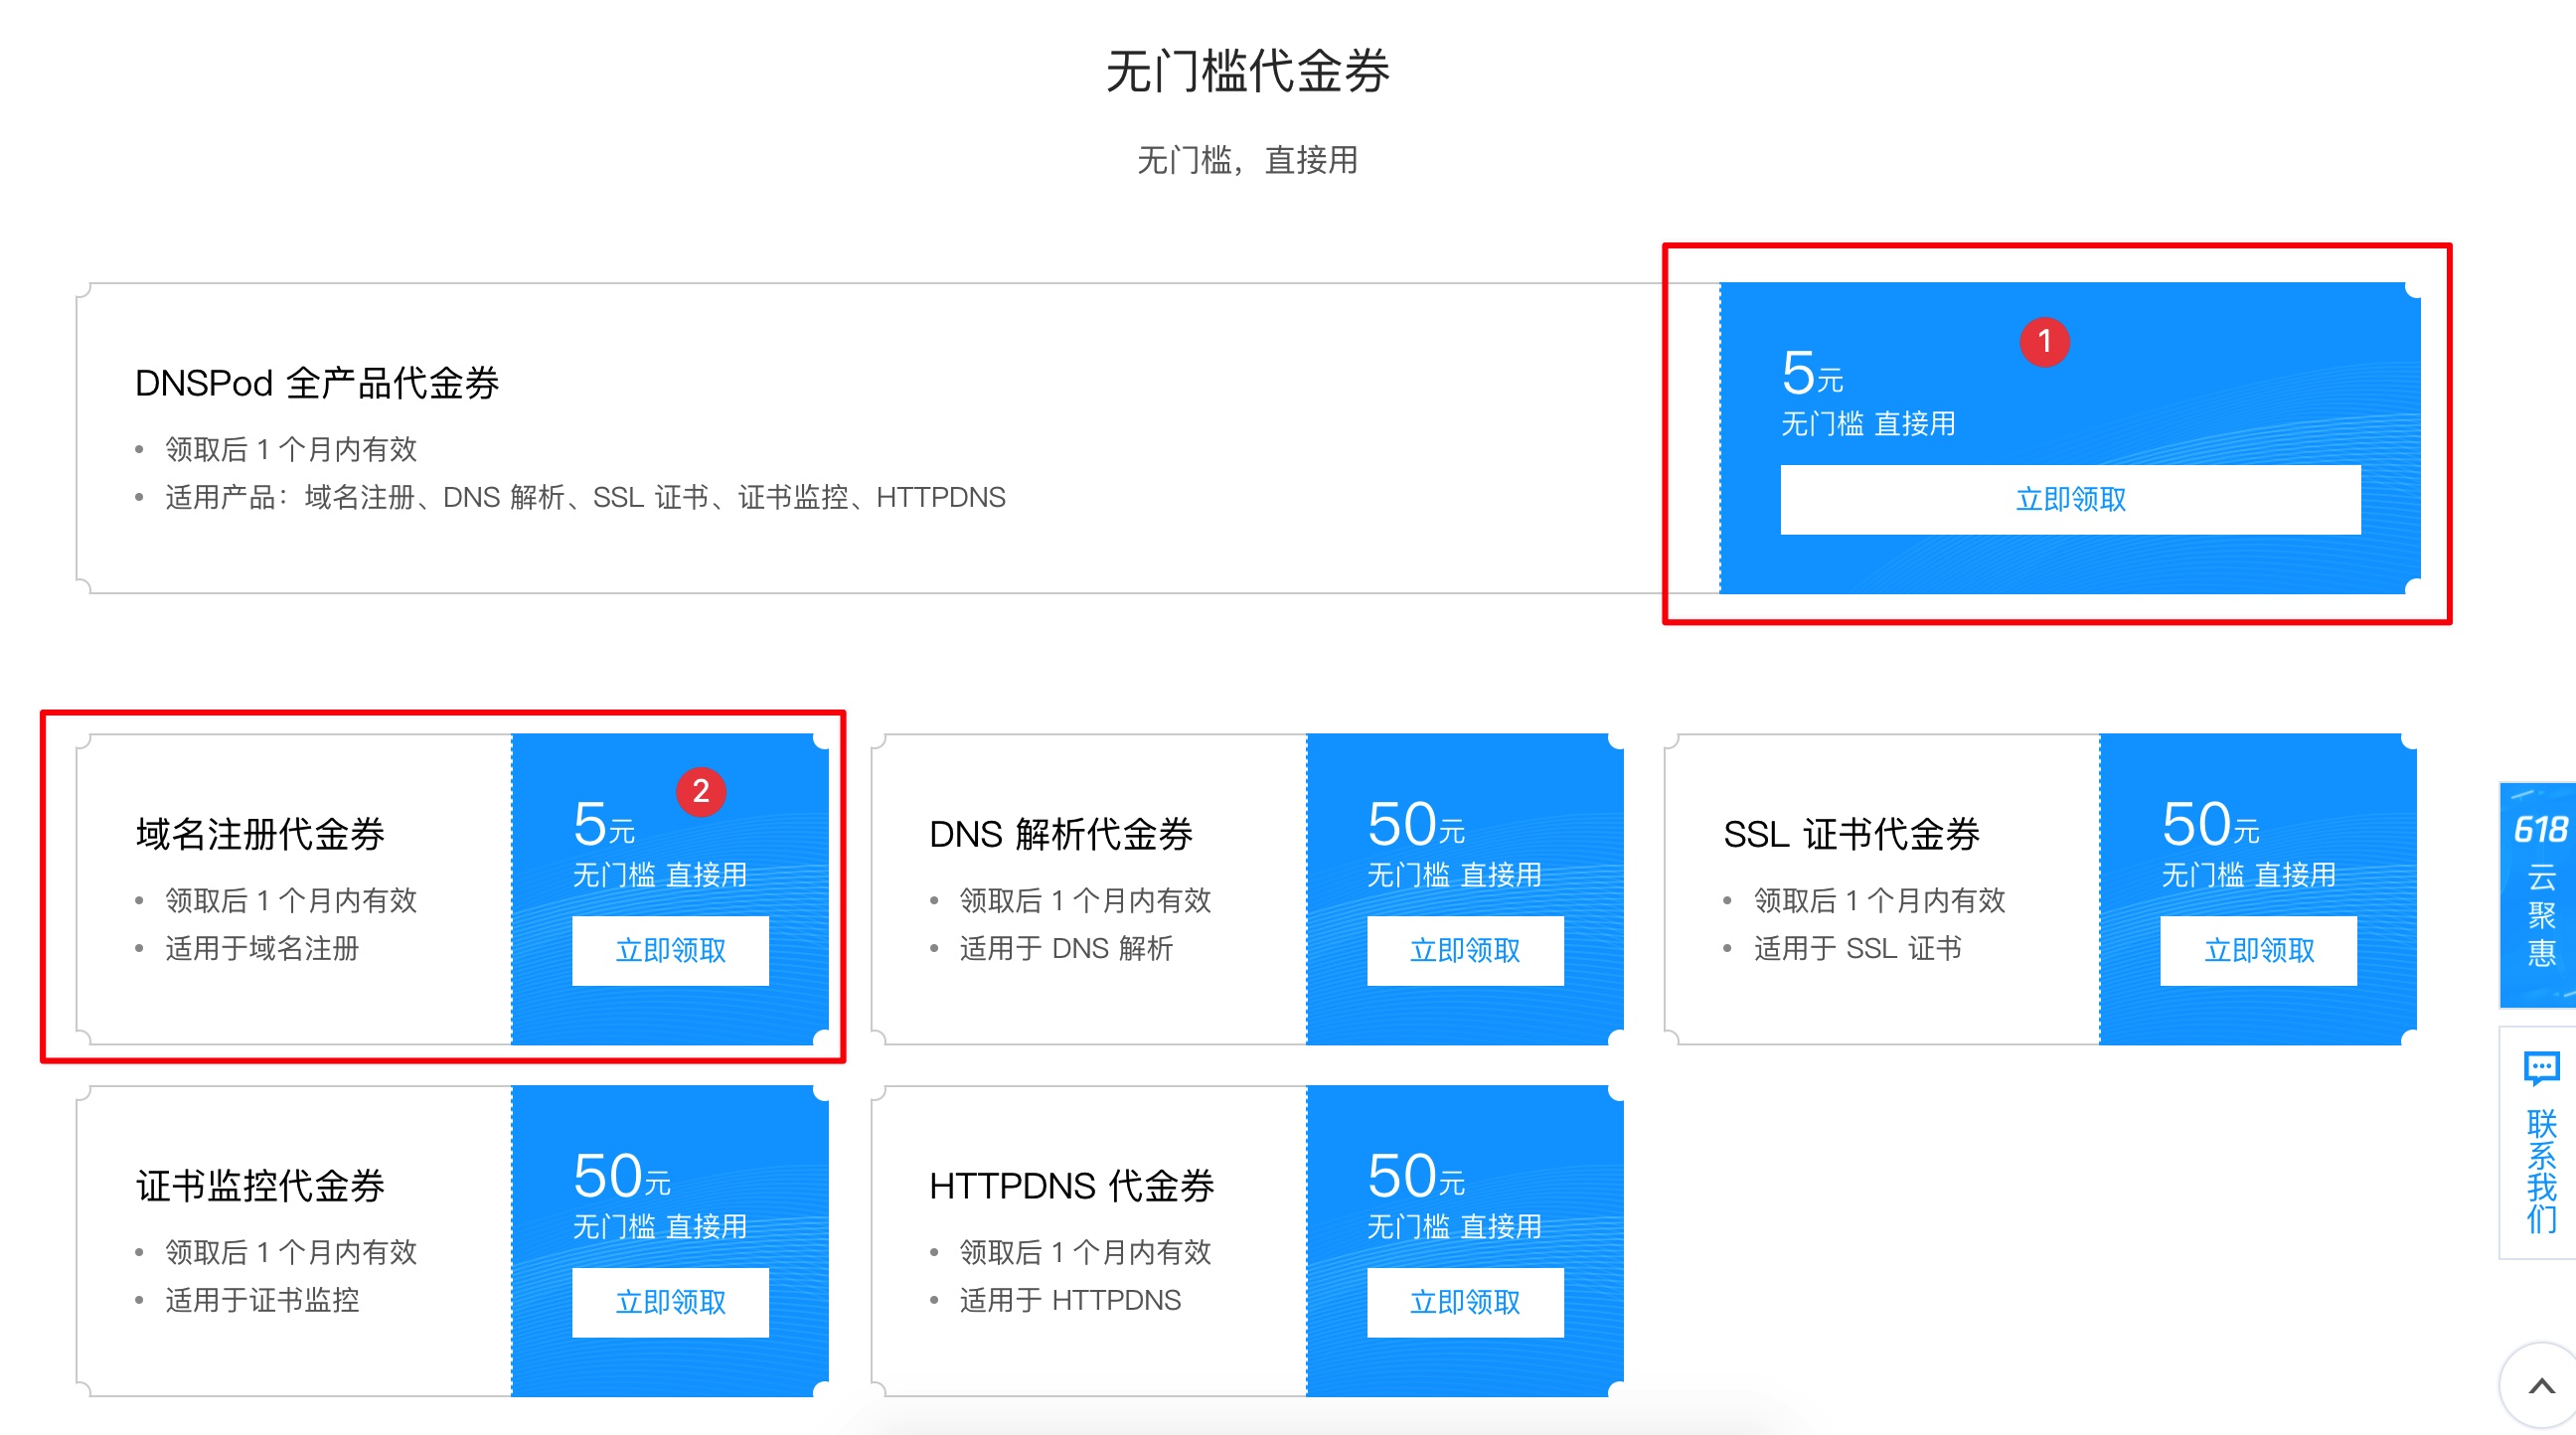 无门槛代金券
无门槛，直接用
DNSPod 全产品代金券
• 领取后 1 个月内有效
• 适用产品：域名注册、DNS 解析、SSL 证书、证书监控、HTTPDNS
1
5元
无门槛 直接用
立即领取
域名注册代金券
• 领取后 1 个月内有效
• 适用于域名注册
2
5元
无门槛 直接用
立即领取
DNS 解析代金券
• 领取后 1 个月内有效
• 适用于 DNS 解析
50元
无门槛 直接用
立即领取
SSL 证书代金券
• 领取后 1 个月内有效
• 适用于 SSL 证书
50元
无门槛 直接用
立即领取
证书监控代金券
• 领取后 1 个月内有效
• 适用于证书监控
50元
无门槛 直接用
立即领取
HTTPDNS 代金券
• 领取后 1 个月内有效
• 适用于 HTTPDNS
50元
无门槛 直接用
立即领取
618
云聚惠
联系我们